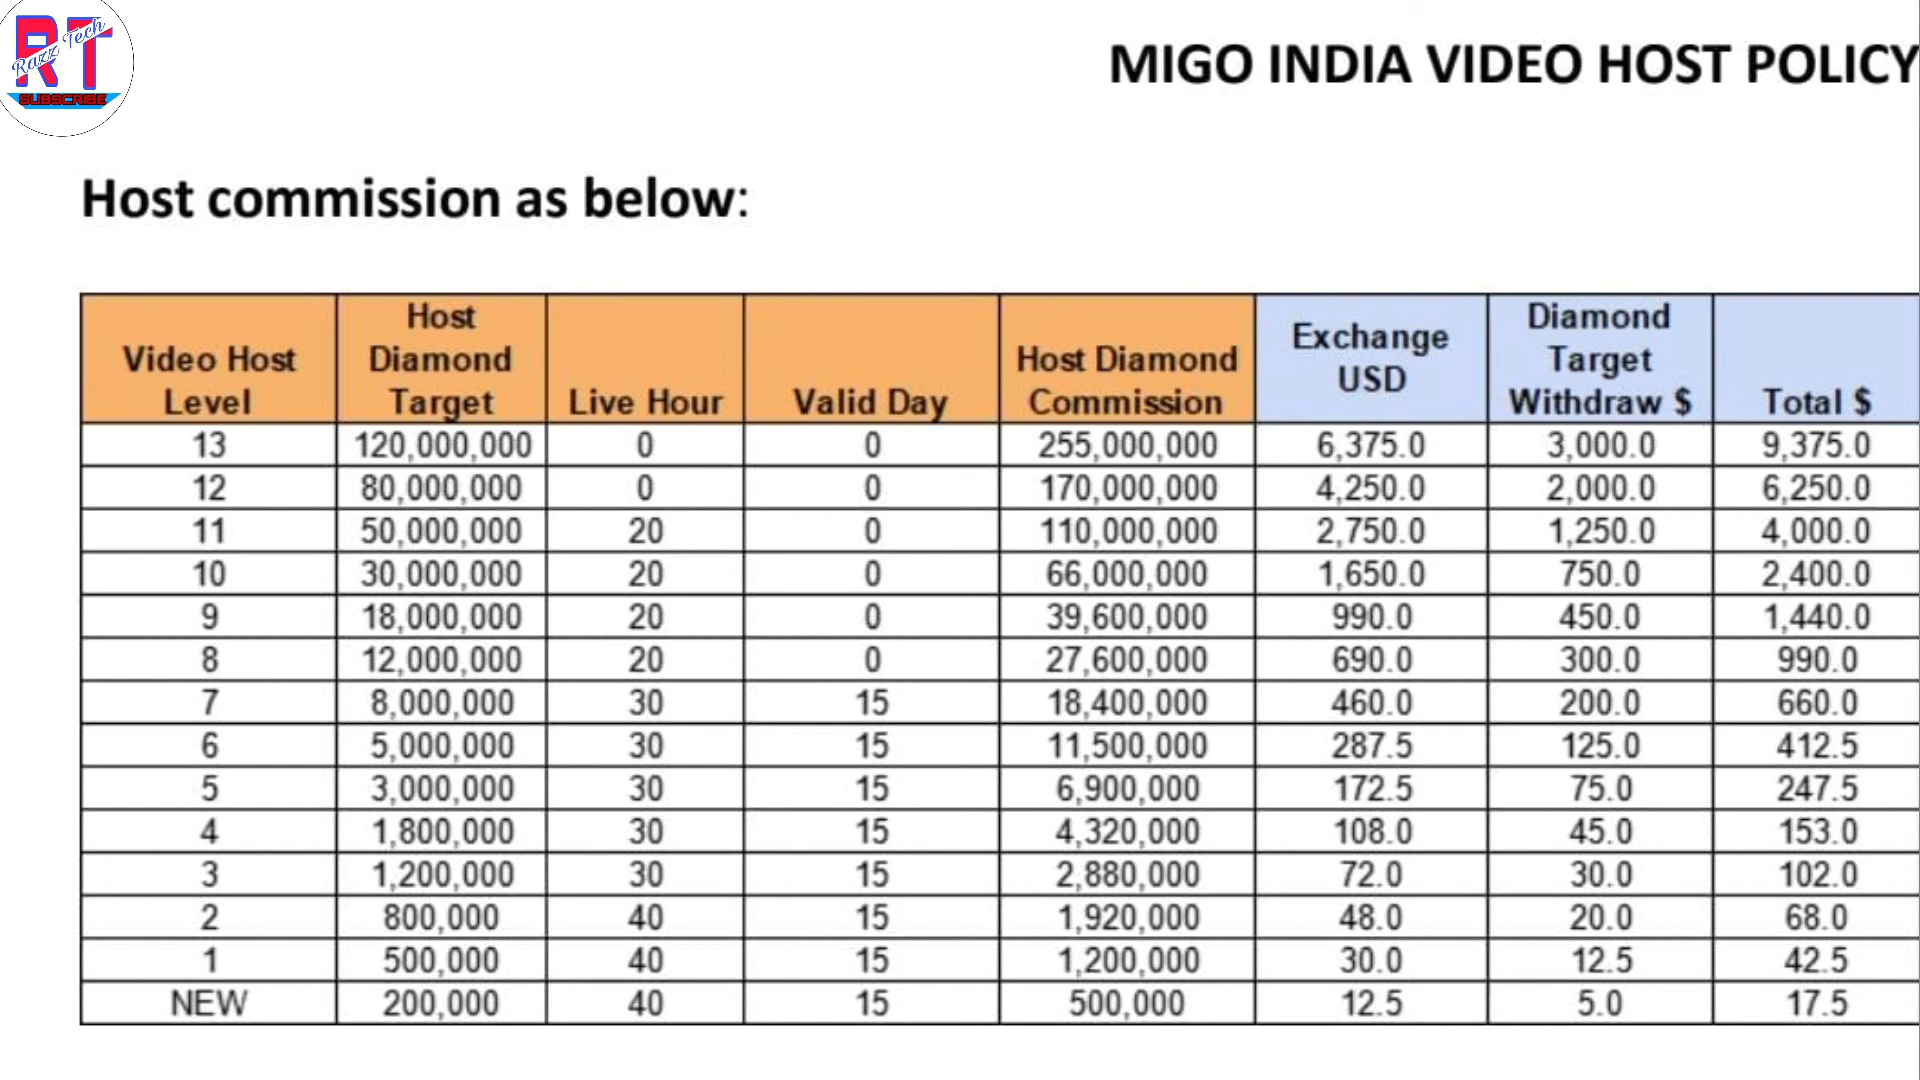 RT
Razz Tech
SUBSCRIBE
MIGO INDIA VIDEO HOST POLICY
Host commission as below:
Video Host Level | Host Diamond Target | Live Hour | Valid Day | Host Diamond Commission | Exchange USD | Diamond Target Withdraw $ | Total $
13 120,000,000 0 0 255,000,000 6,375.0 3,000.0 9,375.0
12 80,000,000 0 0 170,000,000 4,250.0 2,000.0 6,250.0
11 50,000,000 20 0 110,000,000 2,750.0 1,250.0 4,000.0
10 30,000,000 20 0 66,000,000 1,650.0 750.0 2,400.0
9 18,000,000 20 0 39,600,000 990.0 450.0 1,440.0
8 12,000,000 20 0 27,600,000 690.0 300.0 990.0
7 8,000,000 30 15 18,400,000 460.0 200.0 660.0
6 5,000,000 30 15 11,500,000 287.5 125.0 412.5
5 3,000,000 30 15 6,900,000 172.5 75.0 247.5
4 1,800,000 30 15 4,320,000 108.0 45.0 153.0
3 1,200,000 30 15 2,880,000 72.0 30.0 102.0
2 800,000 40 15 1,920,000 48.0 20.0 68.0
1 500,000 40 15 1,200,000 30.0 12.5 42.5
NEW 200,000 40 15 500,000 12.5 5.0 17.5